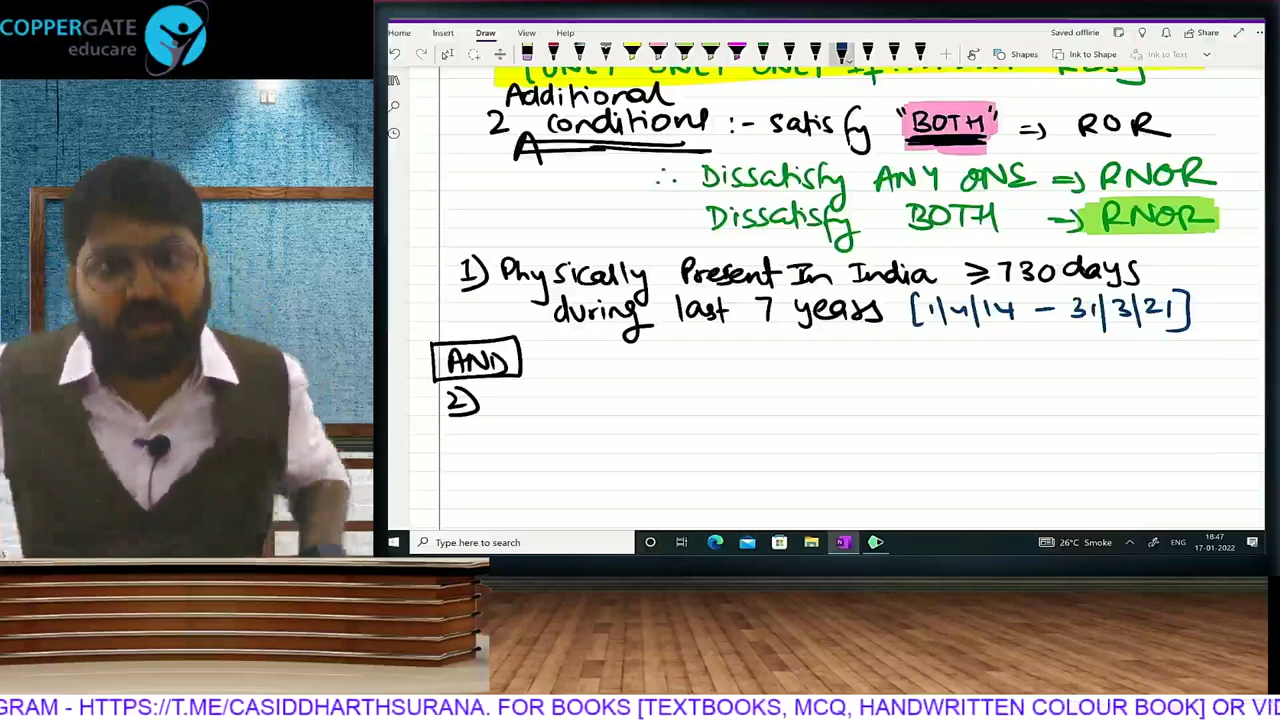 COPPERGATE
educare
Home Insert Draw View Help
Saved offline
Share
Shapes
Ink to Shape
Ink to Text
Additional
2 conditions :- satisfy "BOTH" => ROR
∴ Dissatisfy ANY ONE => RNOR
Dissatisfy BOTH => RNOR
1) Physically Present In India ≥ 730 days
during last 7 years [1/4/14 - 31/3/21]
AND
2)
Type here to search
26°C Smoke
ENG
18:47
17-01-2022
GRAM - HTTPS://T.ME/CASIDDHARTHSURANA. FOR BOOKS [TEXTBOOKS, MCQ, HANDWRITTEN COLOUR BOOK] OR VI